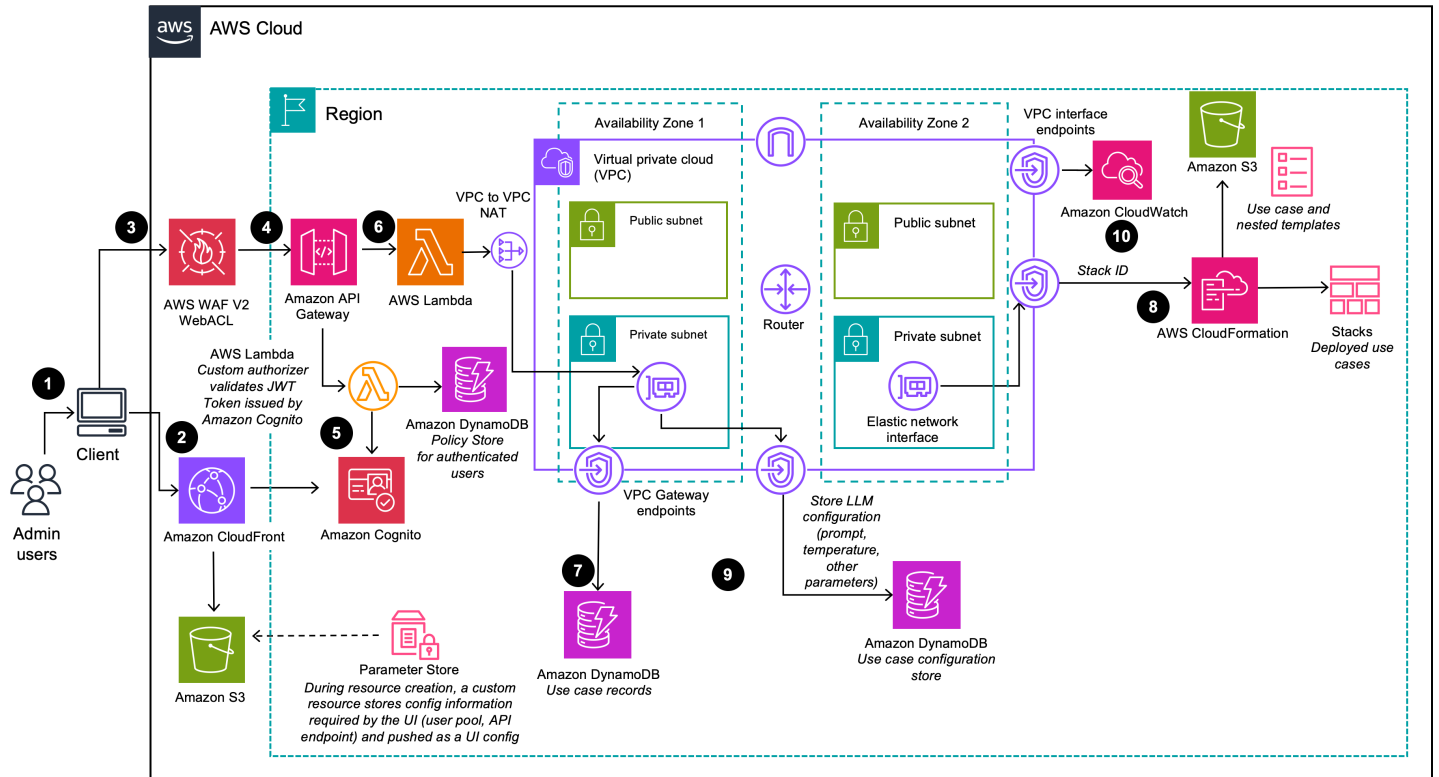 aws
AWS Cloud
Region
Availability Zone 1
Availability Zone 2
VPC interface
endpoints
Virtual private cloud
(VPC)
Amazon S3
Amazon CloudWatch
10
Use case and
nested templates
VPC to VPC
NAT
Public subnet
Public subnet
3
4
6
AWS WAF V2
WebACL
Amazon API
Gateway
AWS Lambda
Router
Stack ID
8
AWS CloudFormation
Stacks
Deployed use
cases
Private subnet
Private subnet
Elastic network
interface
AWS Lambda
Custom authorizer
validates JWT
Token issued by
Amazon Cognito
1
Client
2
5
Amazon DynamoDB
Policy Store
for authenticated
users
Admin
users
Amazon CloudFront
Amazon Cognito
VPC Gateway
endpoints
Store LLM
configuration
(prompt,
temperature,
other
parameters)
7
9
Amazon DynamoDB
Use case records
Amazon DynamoDB
Use case configuration
store
Amazon S3
Parameter Store
During resource creation, a custom
resource stores config information
required by the UI (user pool, API
endpoint) and pushed as a UI config